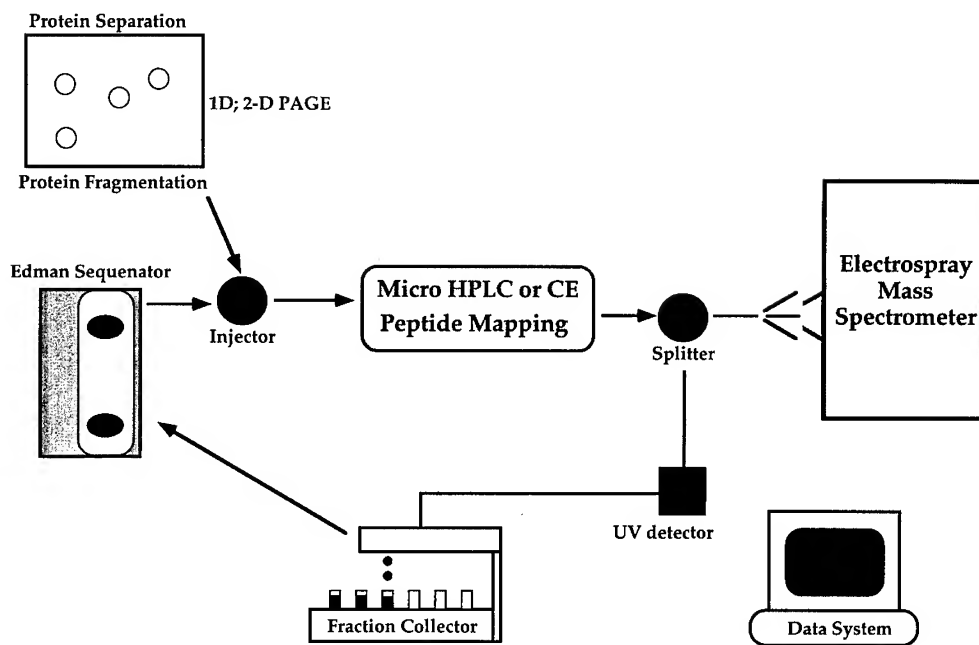 Protein Separation
1D; 2-D PAGE
Protein Fragmentation
Edman Sequenator
Injector
Micro HPLC or CE
Peptide Mapping
Splitter
Electrospray
Mass
Spectrometer
UV detector
Fraction Collector
Data System